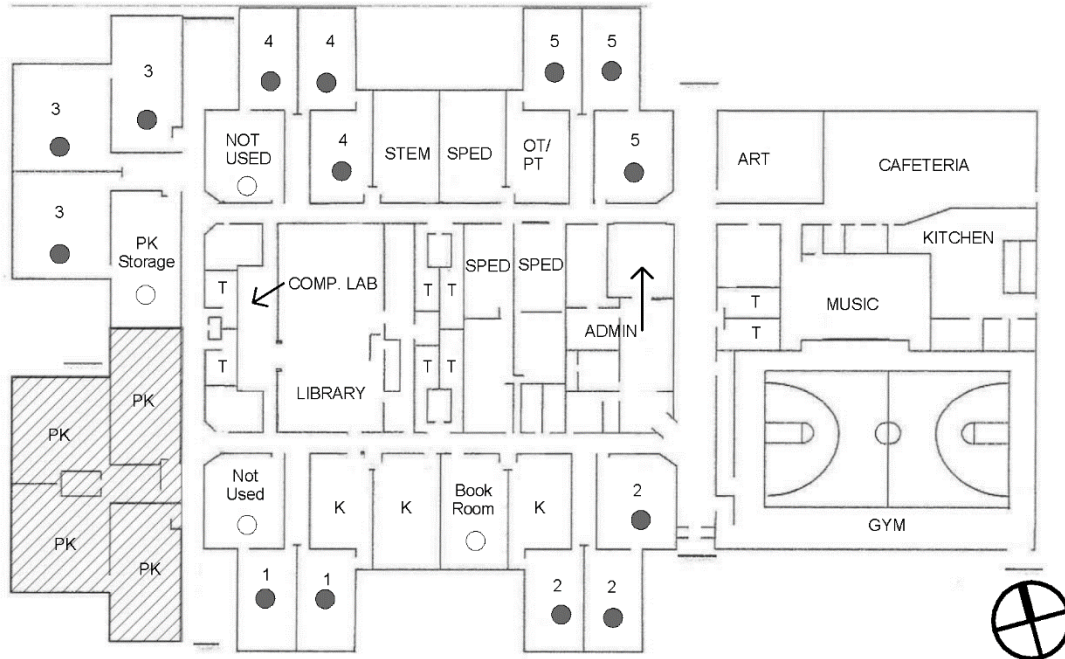 4
4
5
5
3
3
NOT
USED
4
STEM
SPED
OT/
PT
5
ART
CAFETERIA
3
PK
Storage
T
COMP. LAB
T
T
SPED
SPED
ADMIN
KITCHEN
MUSIC
T
T
T
LIBRARY
T
T
PK
PK
PK
PK
Not
Used
K
K
Book
Room
K
2
GYM
1
1
2
2